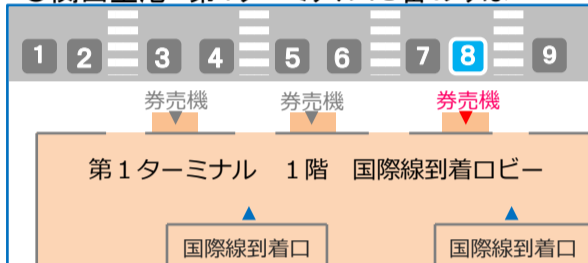 1 2 3 4 5 6 7 8 9
券売機 券売機 券売機
第1ターミナル 1階 国際線到着ロビー
国際線到着口 国際線到着口